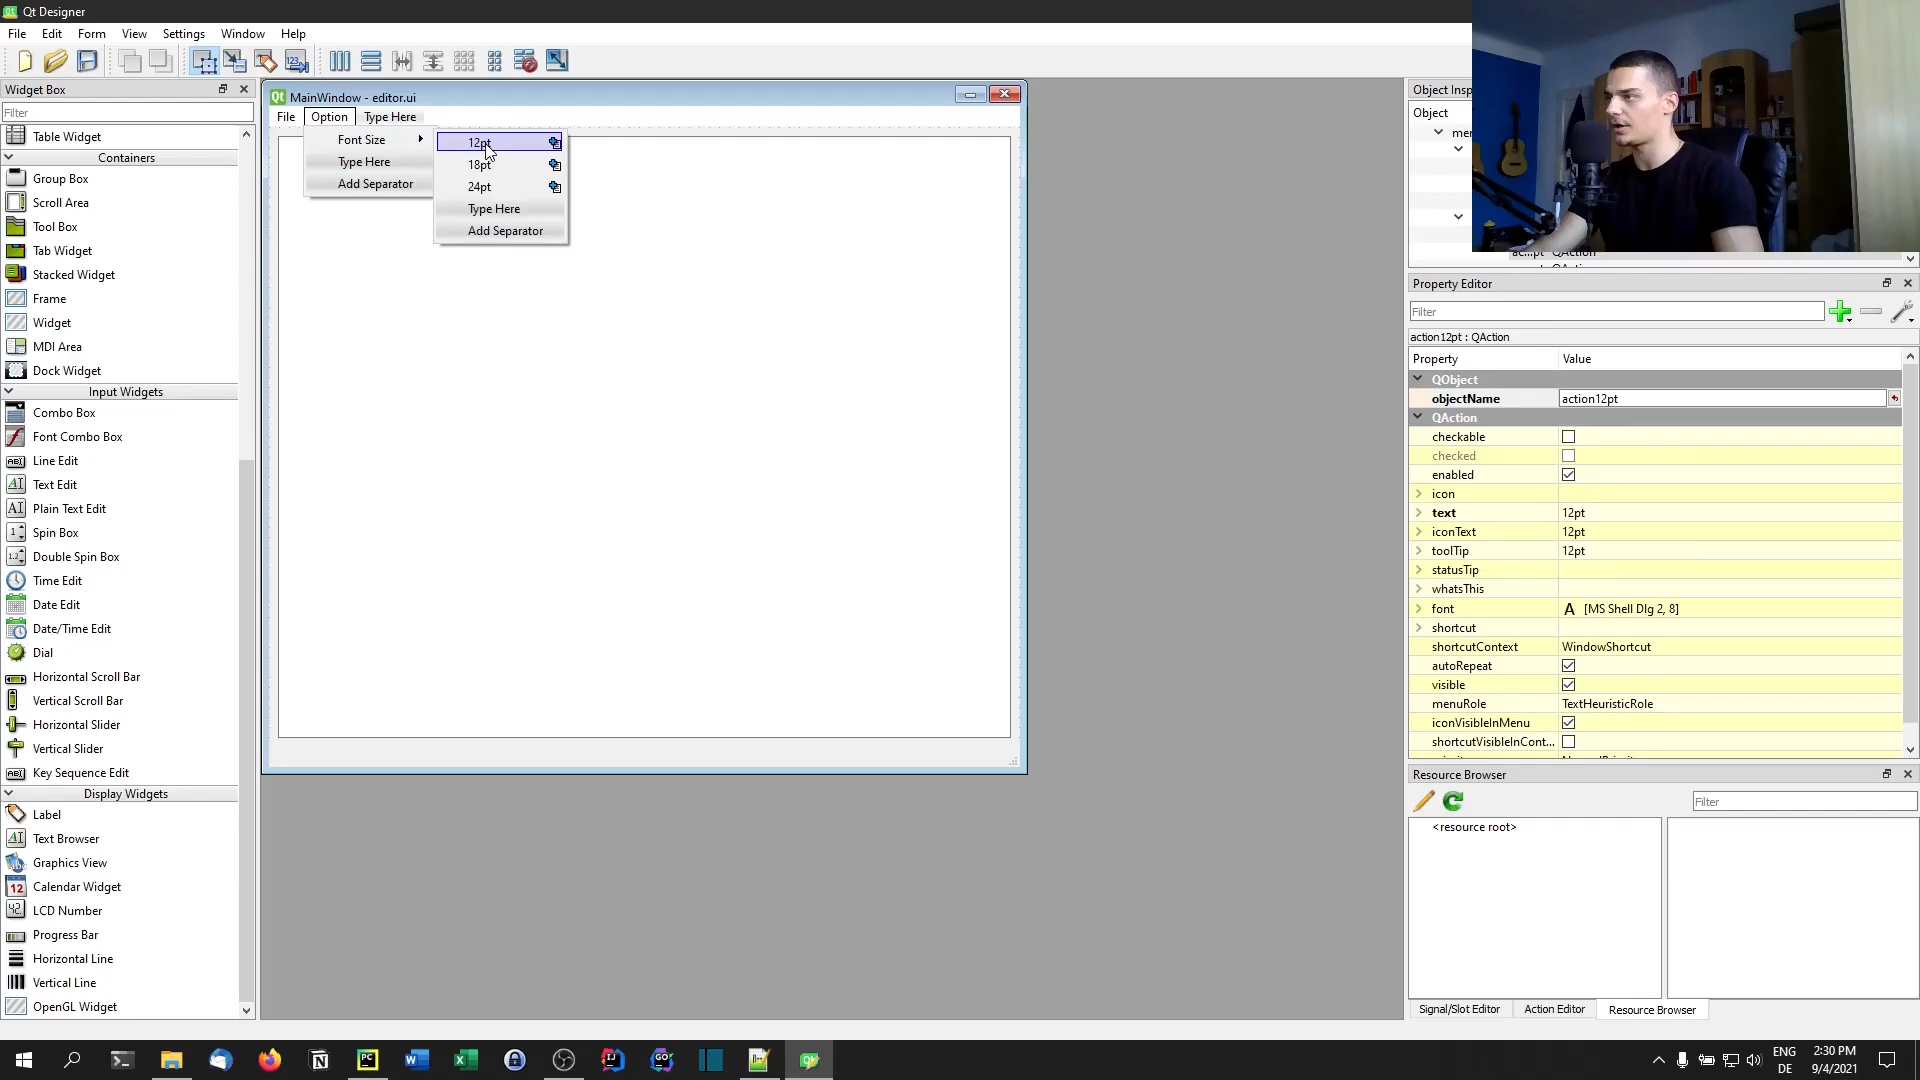 Qt Designer
File Edit Form View Settings Window Help
Widget Box
Filter
Table Widget
Containers
Group Box
Scroll Area
Tool Box
Tab Widget
Stacked Widget
Frame
Widget
MDI Area
Dock Widget
Input Widgets
Combo Box
Font Combo Box
Line Edit
Text Edit
Plain Text Edit
Spin Box
Double Spin Box
Time Edit
Date Edit
Date/Time Edit
Dial
Horizontal Scroll Bar
Vertical Scroll Bar
Horizontal Slider
Vertical Slider
Key Sequence Edit
Display Widgets
Label
Text Browser
Graphics View
Calendar Widget
LCD Number
Progress Bar
Horizontal Line
Vertical Line
OpenGL Widget
MainWindow - editor.ui
File Option Type Here
Font Size
Type Here
Add Separator
12pt
18pt
24pt
Type Here
Add Separator
Object Insp
Object
mer
ac...pt QAction
Property Editor
Filter
action12pt : QAction
Property Value
QObject
objectName action12pt
QAction
checkable
checked
enabled
icon
text 12pt
iconText 12pt
toolTip 12pt
statusTip
whatsThis
font A [MS Shell Dlg 2, 8]
shortcut
shortcutContext WindowShortcut
autoRepeat
visible
menuRole TextHeuristicRole
iconVisibleInMenu
shortcutVisibleInCont...
Resource Browser
Filter
<resource root>
Signal/Slot Editor Action Editor Resource Browser
ENG
DE
2:30 PM
9/4/2021